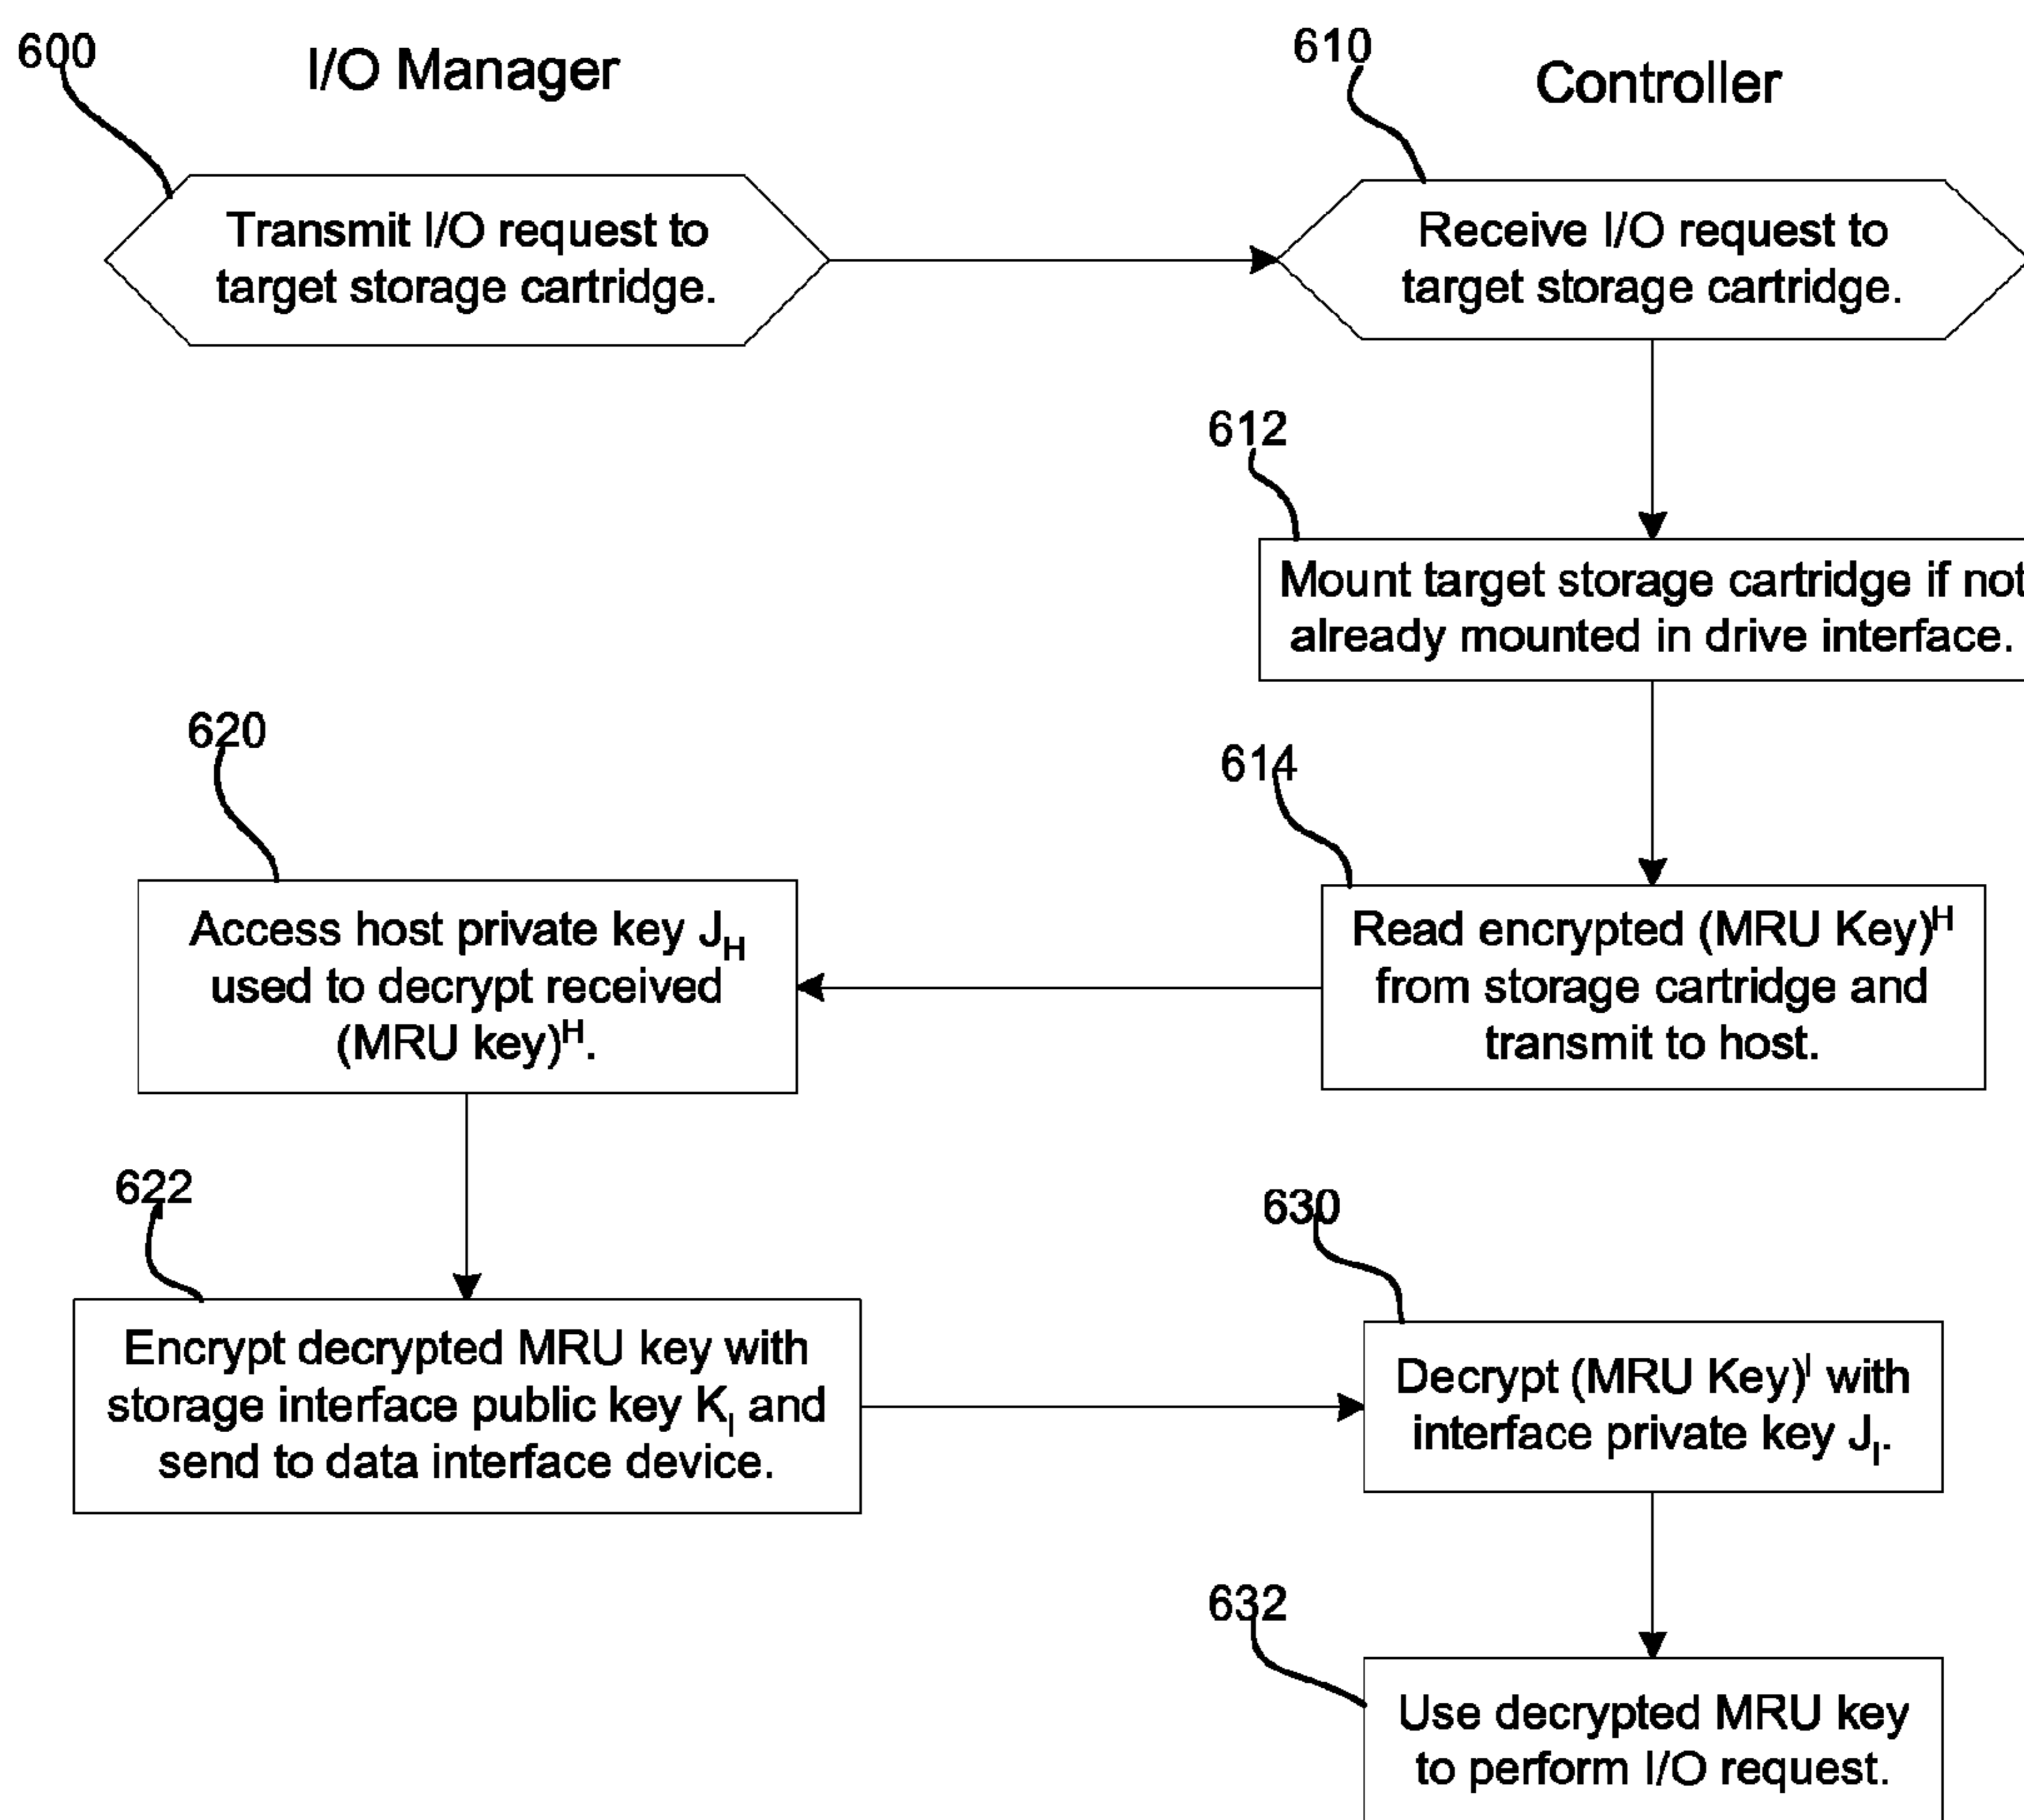 600
I/O Manager
610
Controller
Transmit I/O request to
target storage cartridge.
Receive I/O request to
target storage cartridge.
612
Mount target storage cartridge if not
already mounted in drive interface.
620
614
Access host private key J_H
used to decrypt received
(MRU key)^H.
Read encrypted (MRU Key)^H
from storage cartridge and
transmit to host.
622
630
Encrypt decrypted MRU key with
storage interface public key K_I and
send to data interface device.
Decrypt (MRU Key)^I with
interface private key J_I.
632
Use decrypted MRU key
to perform I/O request.